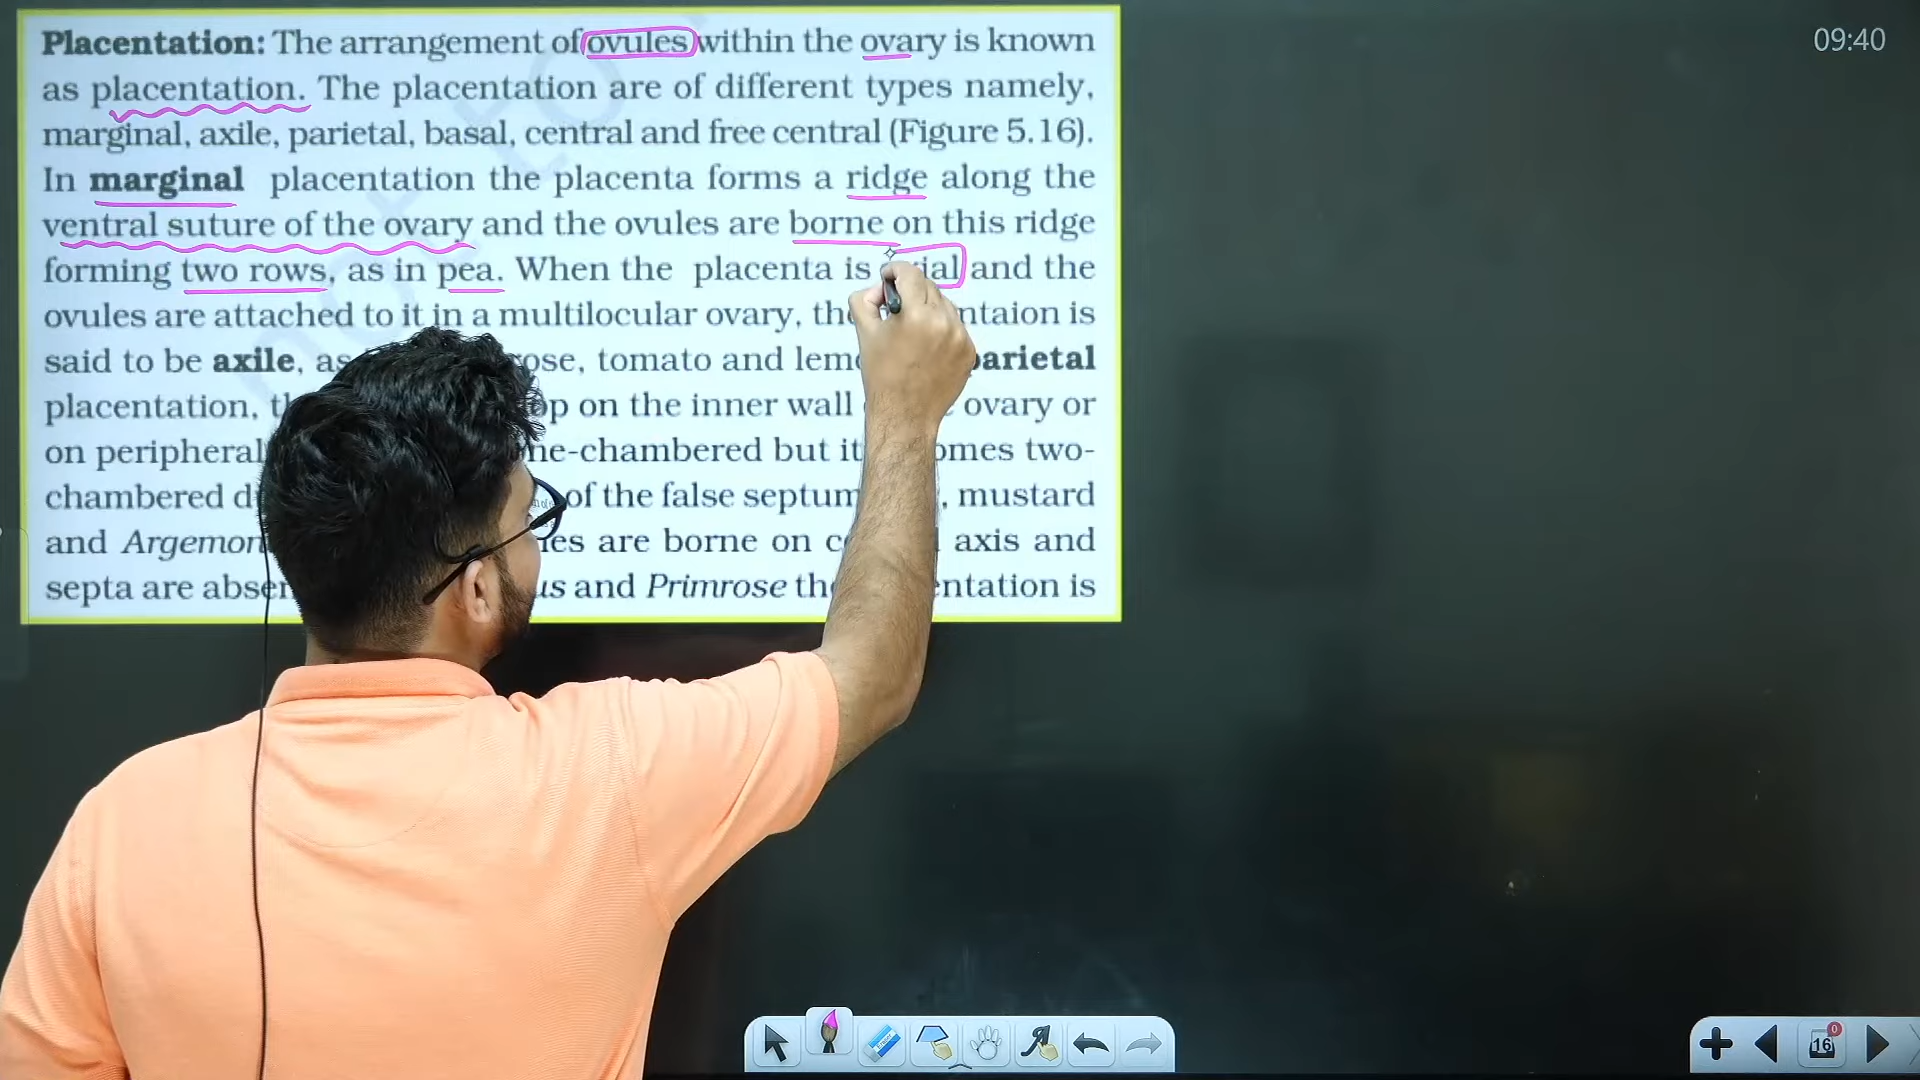 Placentation: The arrangement of ovules within the ovary is known
as placentation. The placentation are of different types namely,
marginal, axile, parietal, basal, central and free central (Figure 5.16).
In marginal placentation the placenta forms a ridge along the
ventral suture of the ovary and the ovules are borne on this ridge
forming two rows, as in pea. When the placenta is and the
ovules are attached to it in a multilocular ovary, ntaion is
said to be axile, as tomato and parietal
placentation, on the inner wall ovary or
on peripheral ne-chambered but it omes two-
chambered of the false septum , mustard
and are borne on axis and
septa are us and Primrose entation is
09:40
16
0